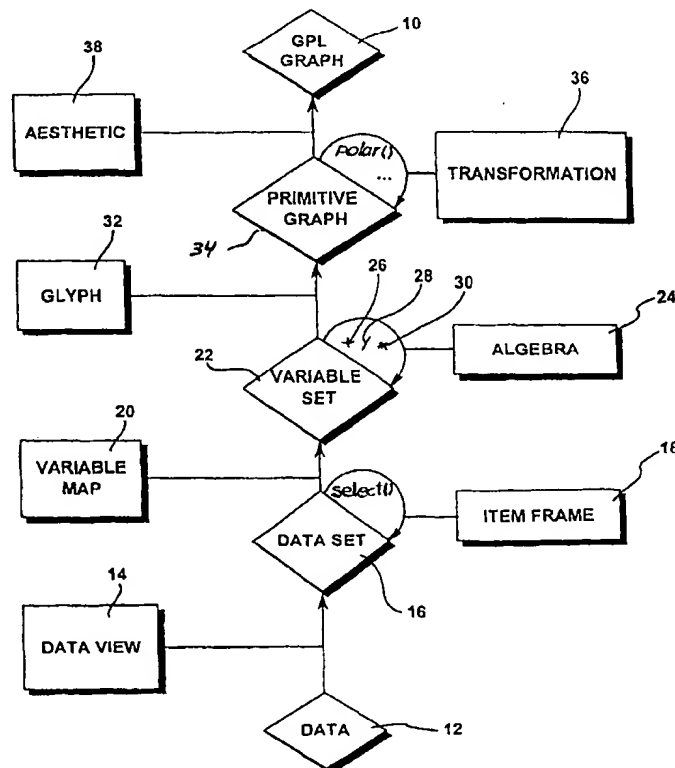 38
10
GPL
GRAPH
AESTHETIC
36
polar()
...
TRANSFORMATION
PRIMITIVE
GRAPH
34
32
GLYPH
26
28
30
24
ALGEBRA
22
VARIABLE
SET
20
VARIABLE
MAP
select()
18
ITEM FRAME
DATA SET
16
14
DATA VIEW
DATA
12